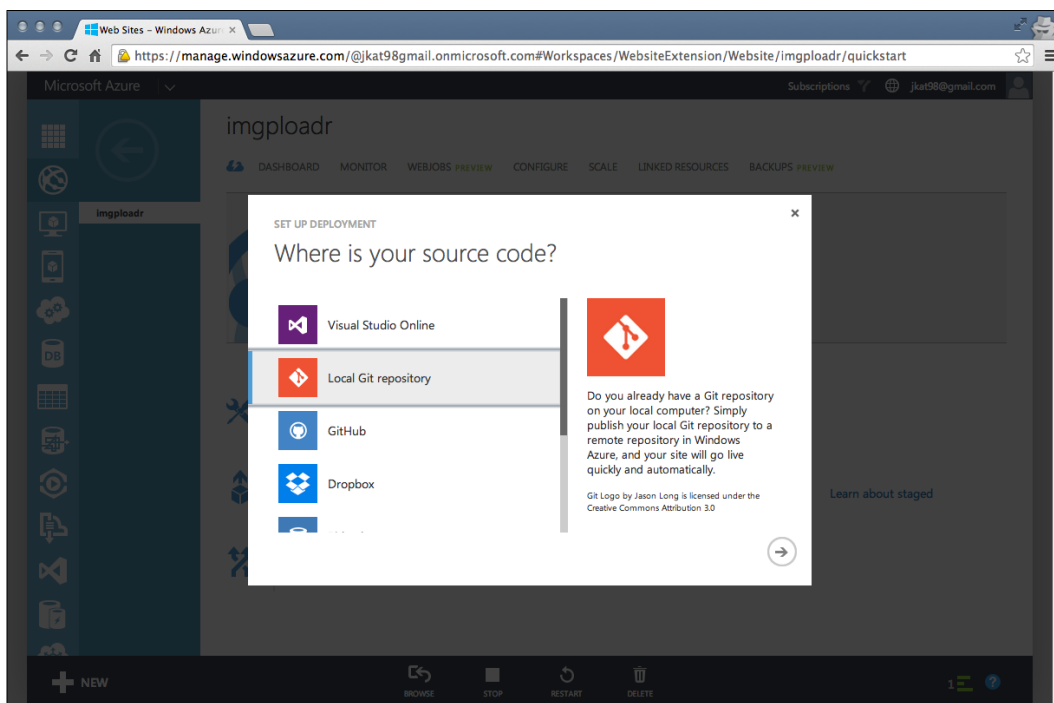 Web Sites – Windows Azur
https://manage.windowsazure.com/@jkat98gmail.onmicrosoft.com#Workspaces/WebsiteExtension/Website/imgploadr/quickstart
Microsoft Azure
Subscriptions
jkat98@gmail.com
imgploadr
DASHBOARD MONITOR WEBJOBS PREVIEW CONFIGURE SCALE LINKED RESOURCES BACKUPS PREVIEW
imgploadr
SET UP DEPLOYMENT
Where is your source code?
Visual Studio Online
Local Git repository
GitHub
Dropbox
Do you already have a Git repository
on your local computer? Simply
publish your local Git repository to a
remote repository in Windows
Azure, and your site will go live
quickly and automatically.
Git Logo by Jason Long is licensed under the
Creative Commons Attribution 3.0
Learn about staged
DB
NEW
BROWSE
STOP
RESTART
DELETE
1